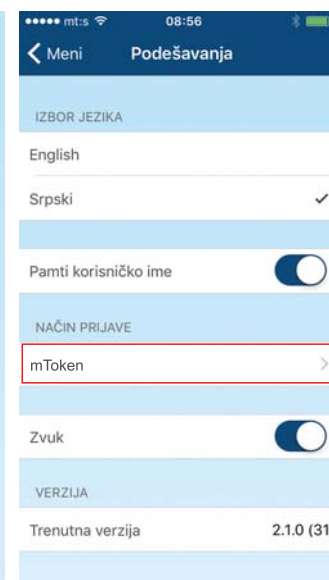 mt:s 08:56
Meni Podešavanja
IZBOR JEZIKA
English
Srpski
Pamti korisničko ime
NAČIN PRIJAVE
mToken
Zvuk
VERZIJA
Trenutna verzija 2.1.0 (31